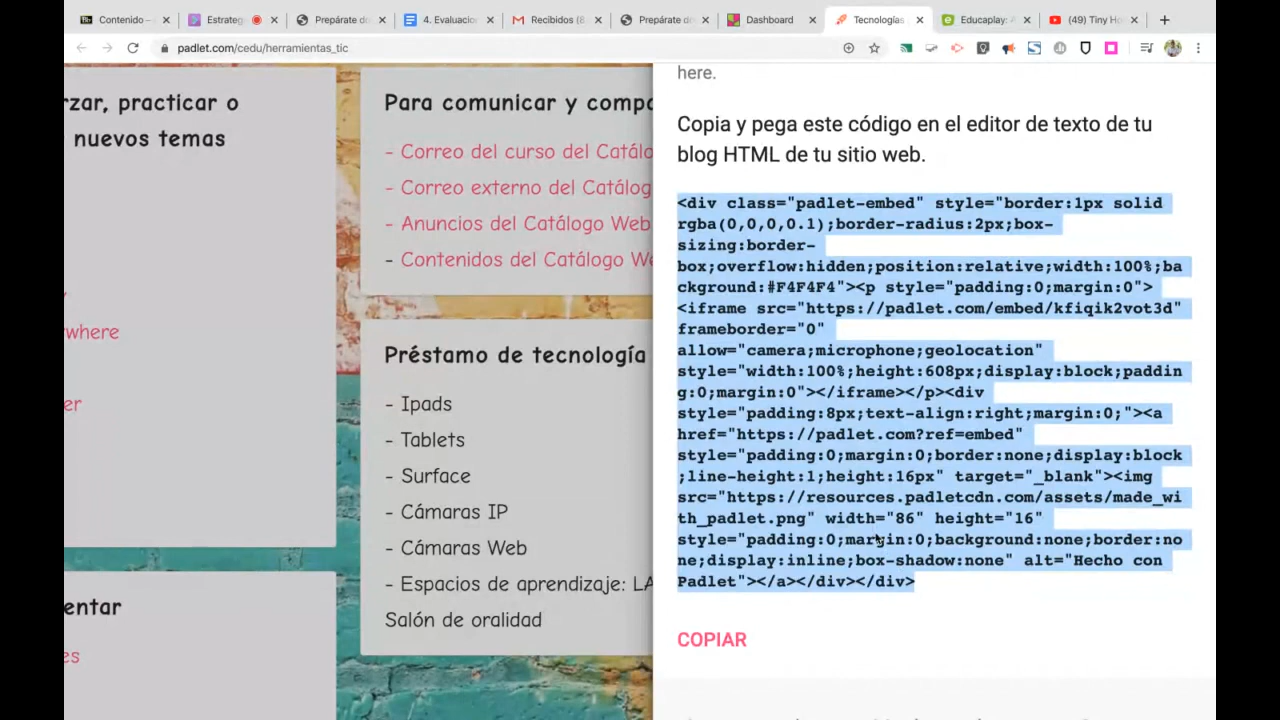 Contenido –
Estrateg
Prepárate do
4. Evaluacion
Recibidos (8
Prepárate do
Dashboard
Tecnologías
Educaplay: A
(49) Tiny Ho
padlet.com/cedu/herramientas_tic
rzar, practicar o
nuevos temas
ywhere
er
entar
es
Para comunicar y compa
- Correo del curso del Catálo
- Correo externo del Catálog
- Anuncios del Catálogo Web
- Contenidos del Catálogo We
Préstamo de tecnología
- Ipads
- Tablets
- Surface
- Cámaras IP
- Cámaras Web
- Espacios de aprendizaje: LA
Salón de oralidad
here.
Copia y pega este código en el editor de texto de tu
blog HTML de tu sitio web.
<div class="padlet-embed" style="border:1px solid
rgba(0,0,0,0.1);border-radius:2px;box-
sizing:border-
box;overflow:hidden;position:relative;width:100%;ba
ckground:#F4F4F4"><p style="padding:0;margin:0">
<iframe src="https://padlet.com/embed/kfiqik2vot3d"
frameborder="0"
allow="camera;microphone;geolocation"
style="width:100%;height:608px;display:block;paddin
g:0;margin:0"></iframe></p><div
style="padding:8px;text-align:right;margin:0;"><a
href="https://padlet.com?ref=embed"
style="padding:0;margin:0;border:none;display:block
;line-height:1;height:16px" target="_blank"><img
src="https://resources.padletcdn.com/assets/made_wi
th_padlet.png" width="86" height="16"
style="padding:0;margin:0;background:none;border:no
ne;display:inline;box-shadow:none" alt="Hecho con
Padlet"></a></div></div>
COPIAR